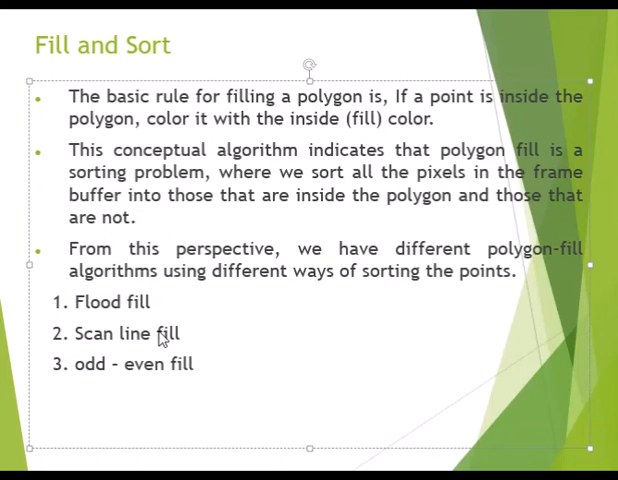 Fill and Sort
• The basic rule for filling a polygon is, If a point is inside the
polygon, color it with the inside (fill) color.
• This conceptual algorithm indicates that polygon fill is a
sorting problem, where we sort all the pixels in the frame
buffer into those that are inside the polygon and those that
are not.
• From this perspective, we have different polygon-fill
algorithms using different ways of sorting the points.
1. Flood fill
2. Scan line fill
3. odd - even fill